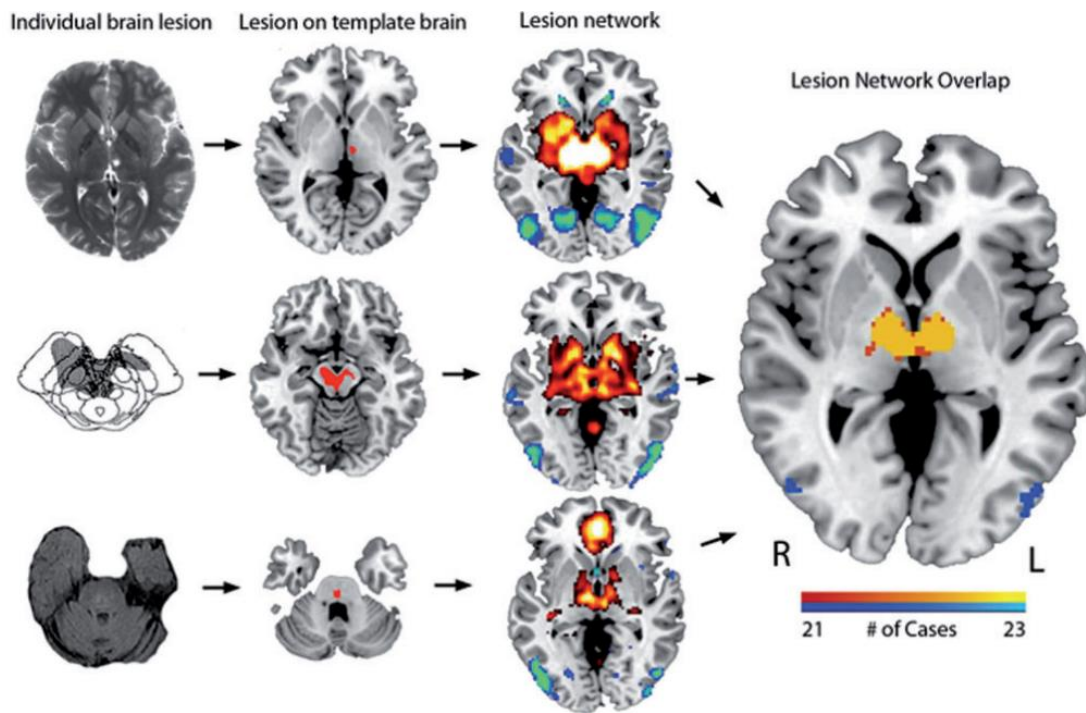 Individual brain lesion
Lesion on template brain
Lesion network
Lesion Network Overlap
R
L
21 # of Cases 23